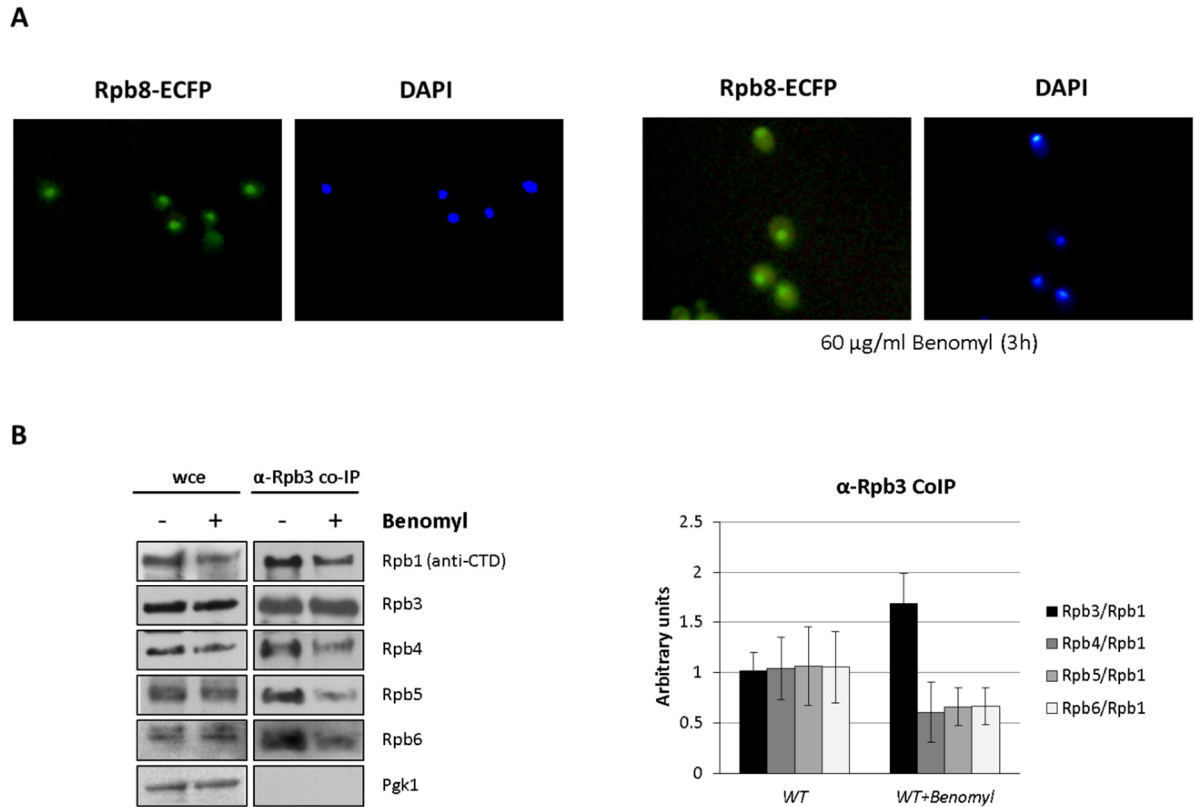 A
Rpb8-ECFP
DAPI
Rpb8-ECFP
DAPI
60 µg/ml Benomyl (3h)
B
wce
α-Rpb3 co-IP
- + - + Benomyl
Rpb1 (anti-CTD)
Rpb3
Rpb4
Rpb5
Rpb6
Pgk1
α-Rpb3 CoIP
Arbitrary units
2.5
2
1.5
1
0.5
0
WT
WT+Benomyl
Rpb3/Rpb1
Rpb4/Rpb1
Rpb5/Rpb1
Rpb6/Rpb1